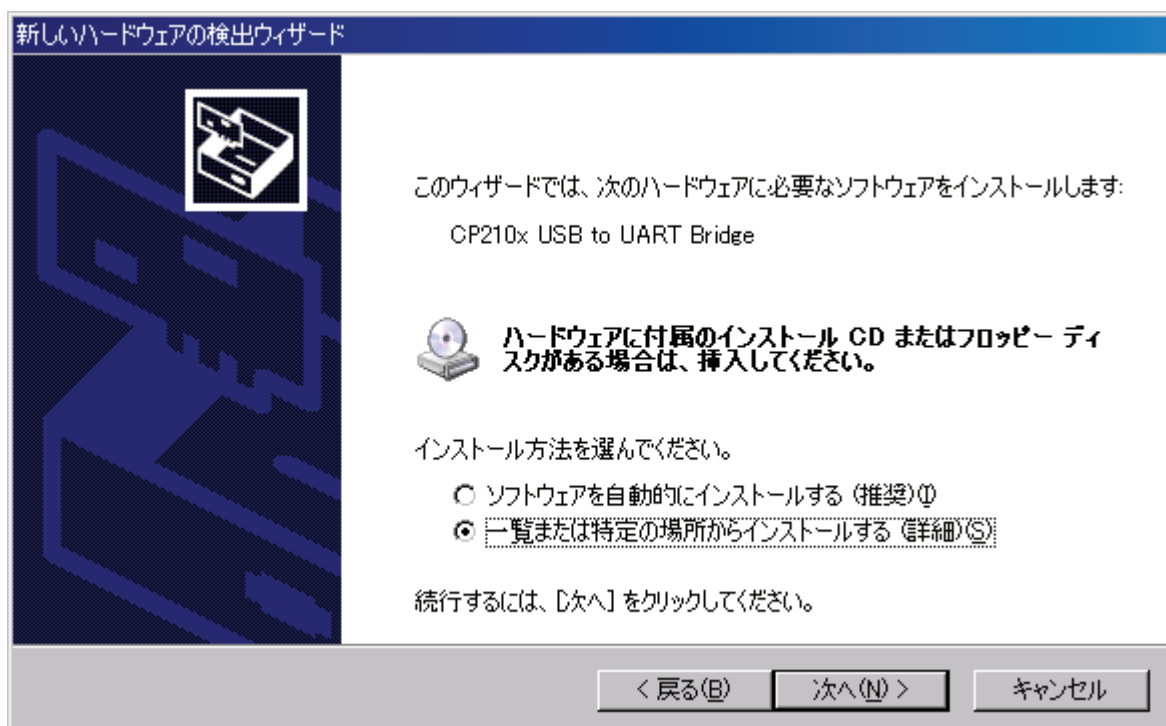 新しいハードウェアの検出ウィザード
このウィザードでは、次のハードウェアに必要なソフトウェアをインストールします:
CP210x USB to UART Bridge
ハードウェアに付属のインストール CD またはフロッピー ディ
スクがある場合は、挿入してください。
インストール方法を選んでください。
ソフトウェアを自動的にインストールする (推奨)(I)
一覧または特定の場所からインストールする (詳細)(S)
続行するには、[次へ] をクリックしてください。
< 戻る(B)
次へ(N) >
キャンセル